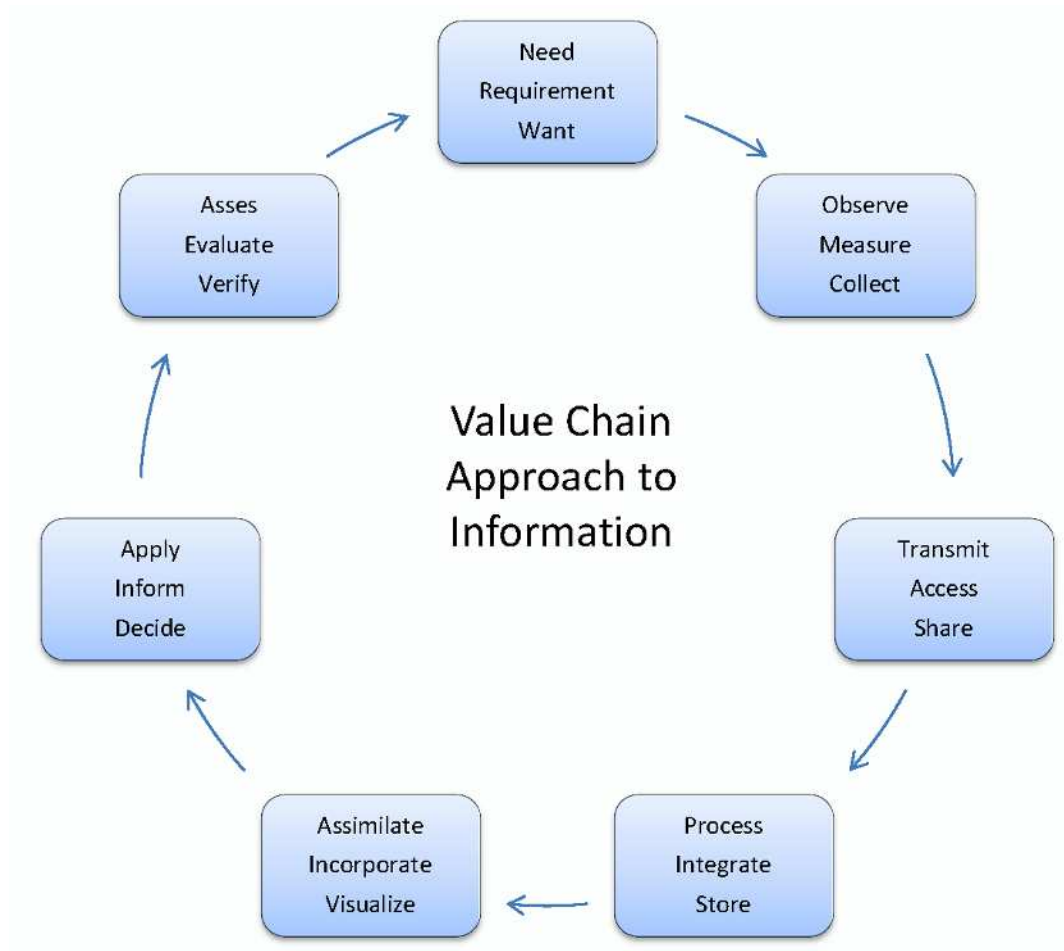 Need
Requirement
Want
Observe
Measure
Collect
Transmit
Access
Share
Process
Integrate
Store
Assimilate
Incorporate
Visualize
Apply
Inform
Decide
Asses
Evaluate
Verify
Value Chain
Approach to
Information